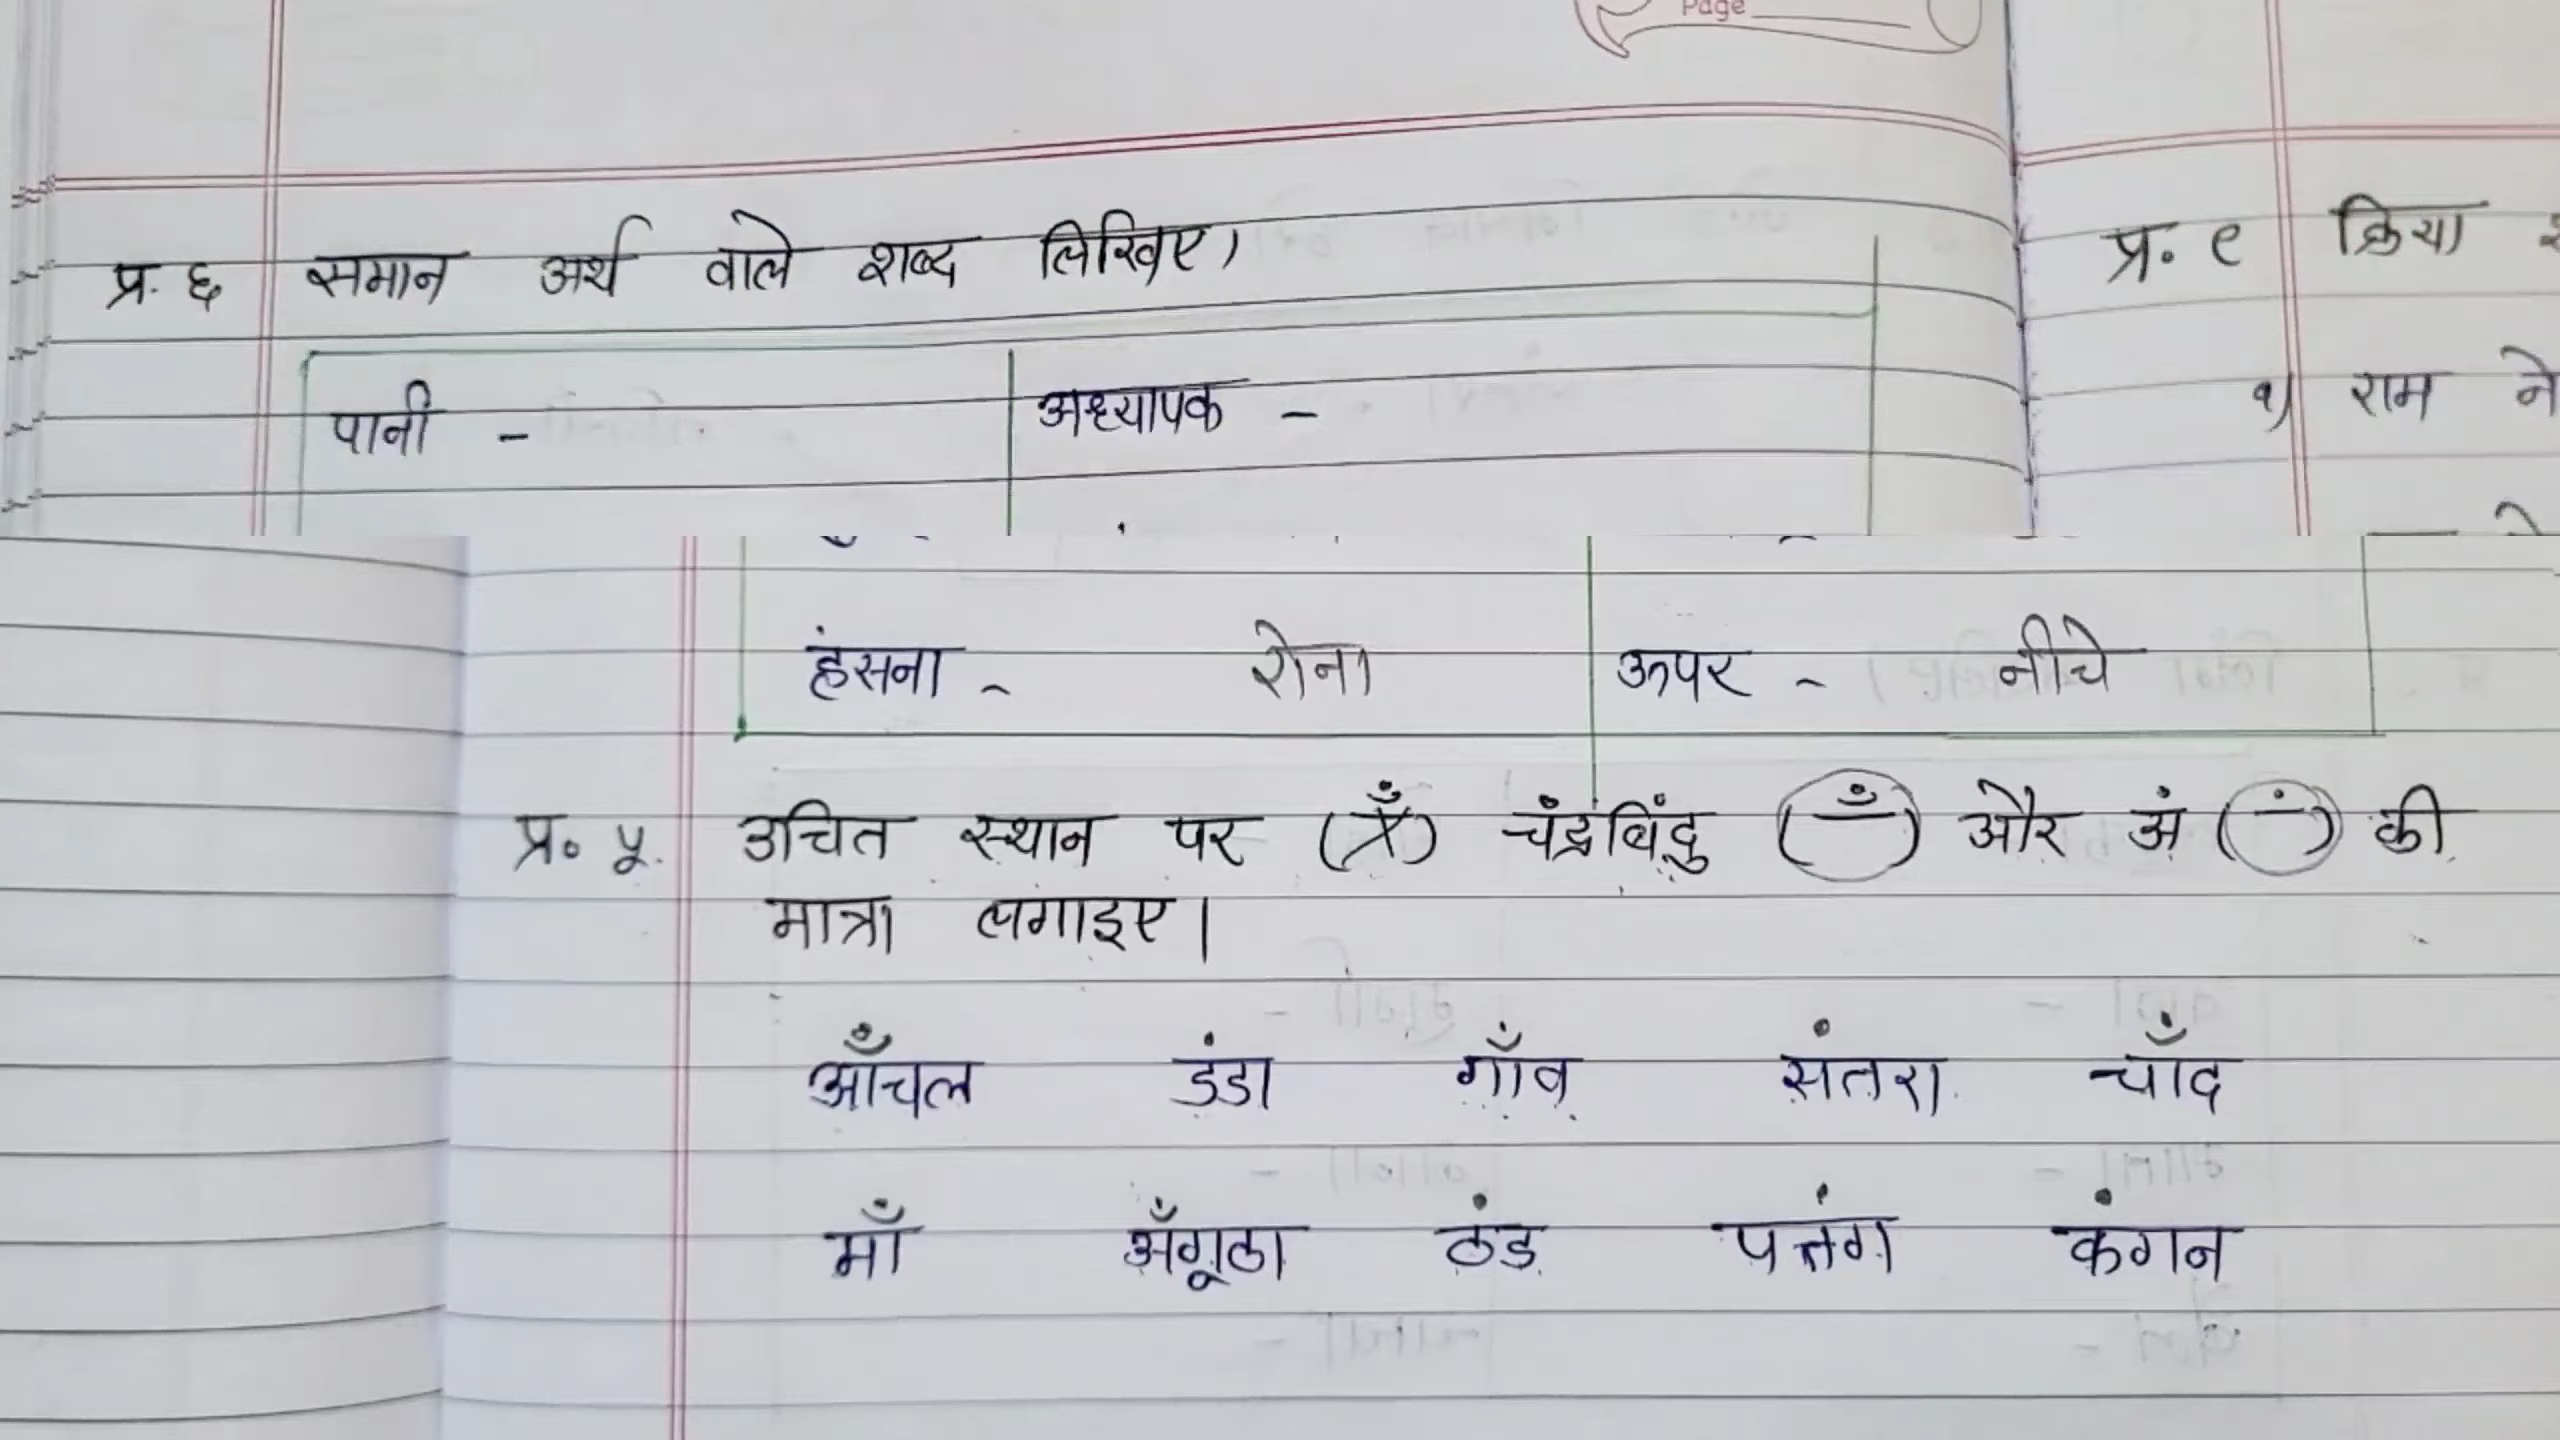 Page
प्र. ६ समान अर्थ वाले शब्द लिखिए।
पानी - अध्यापक -
प्र. ९ क्रिया
१) राम ने
हंसना - रोना ऊपर - नीचे
प्र. ५. उचित स्थान पर (ँ) चंद्रबिंदु (ँ) और अं (ं) की
मात्रा लगाइए।
आँचल डंडा गाँव संतरा चाँद
माँ अँगूठा ठंड पतंग कंगन